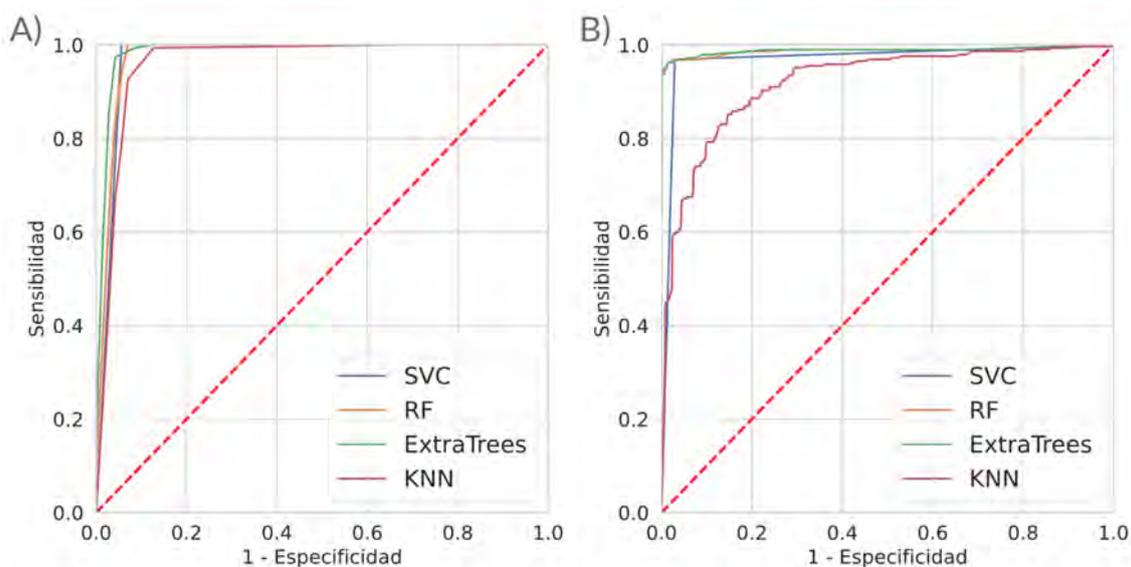 A)
1.0
0.8
0.6
0.4
0.2
0.0
Sensibilidad
SVC
RF
ExtraTrees
KNN
0.0 0.2 0.4 0.6 0.8 1.0
1 - Especificidad
B)
1.0
0.8
0.6
0.4
0.2
0.0
Sensibilidad
SVC
RF
ExtraTrees
KNN
0.0 0.2 0.4 0.6 0.8 1.0
1 - Especificidad